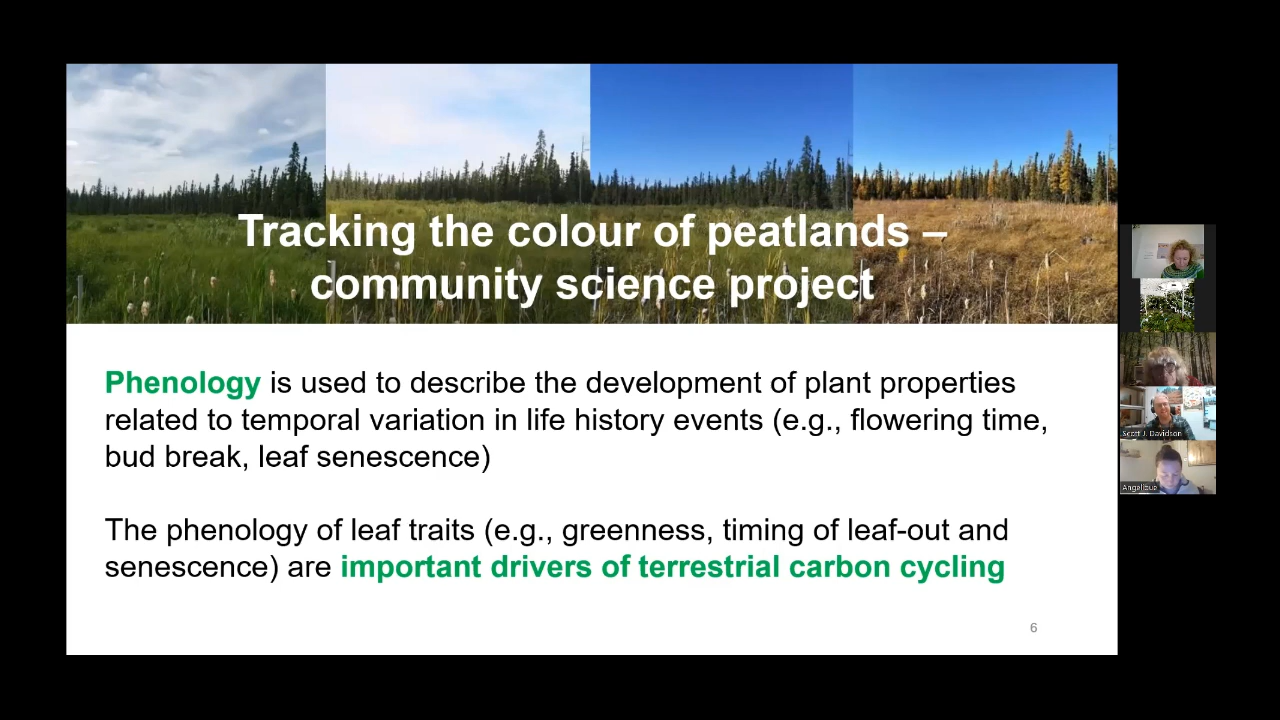 Tracking the colour of peatlands –
community science project
Phenology is used to describe the development of plant properties
related to temporal variation in life history events (e.g., flowering time,
bud break, leaf senescence)
The phenology of leaf traits (e.g., greenness, timing of leaf-out and
senescence) are important drivers of terrestrial carbon cycling
6
Scott J. Davidson